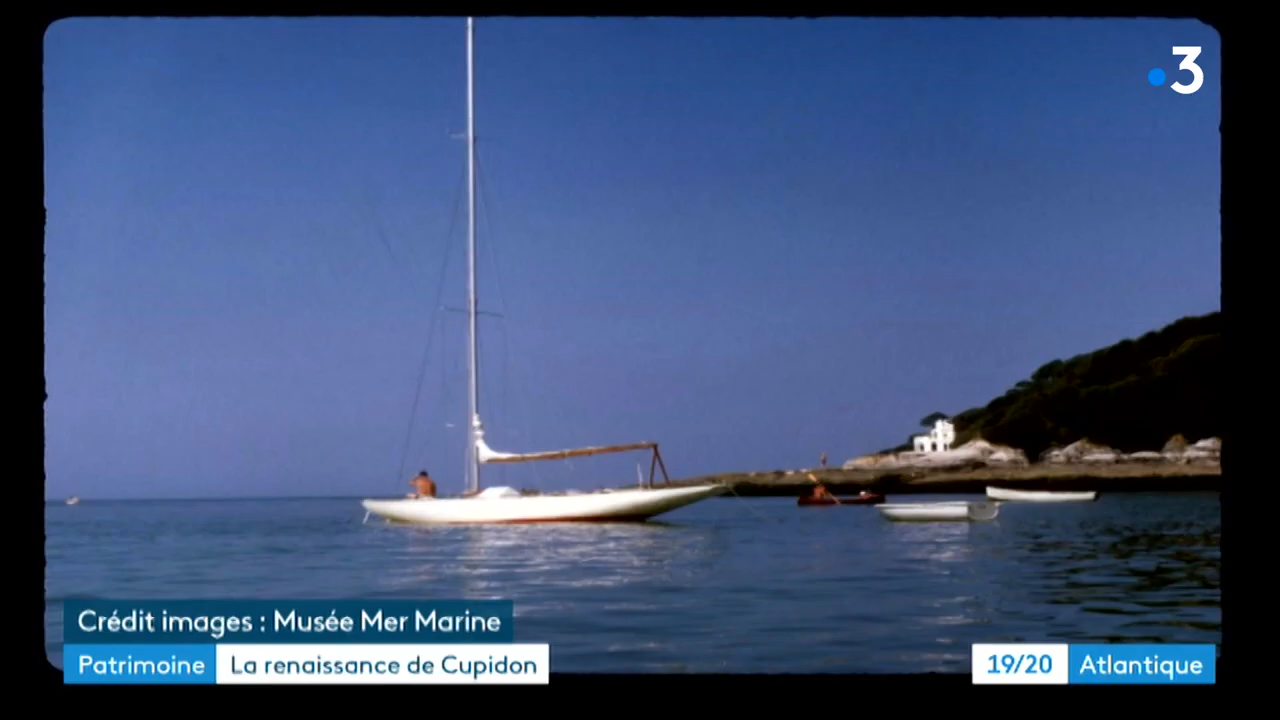 3
Crédit images : Musée Mer Marine
Patrimoine La renaissance de Cupidon
19/20 Atlantique